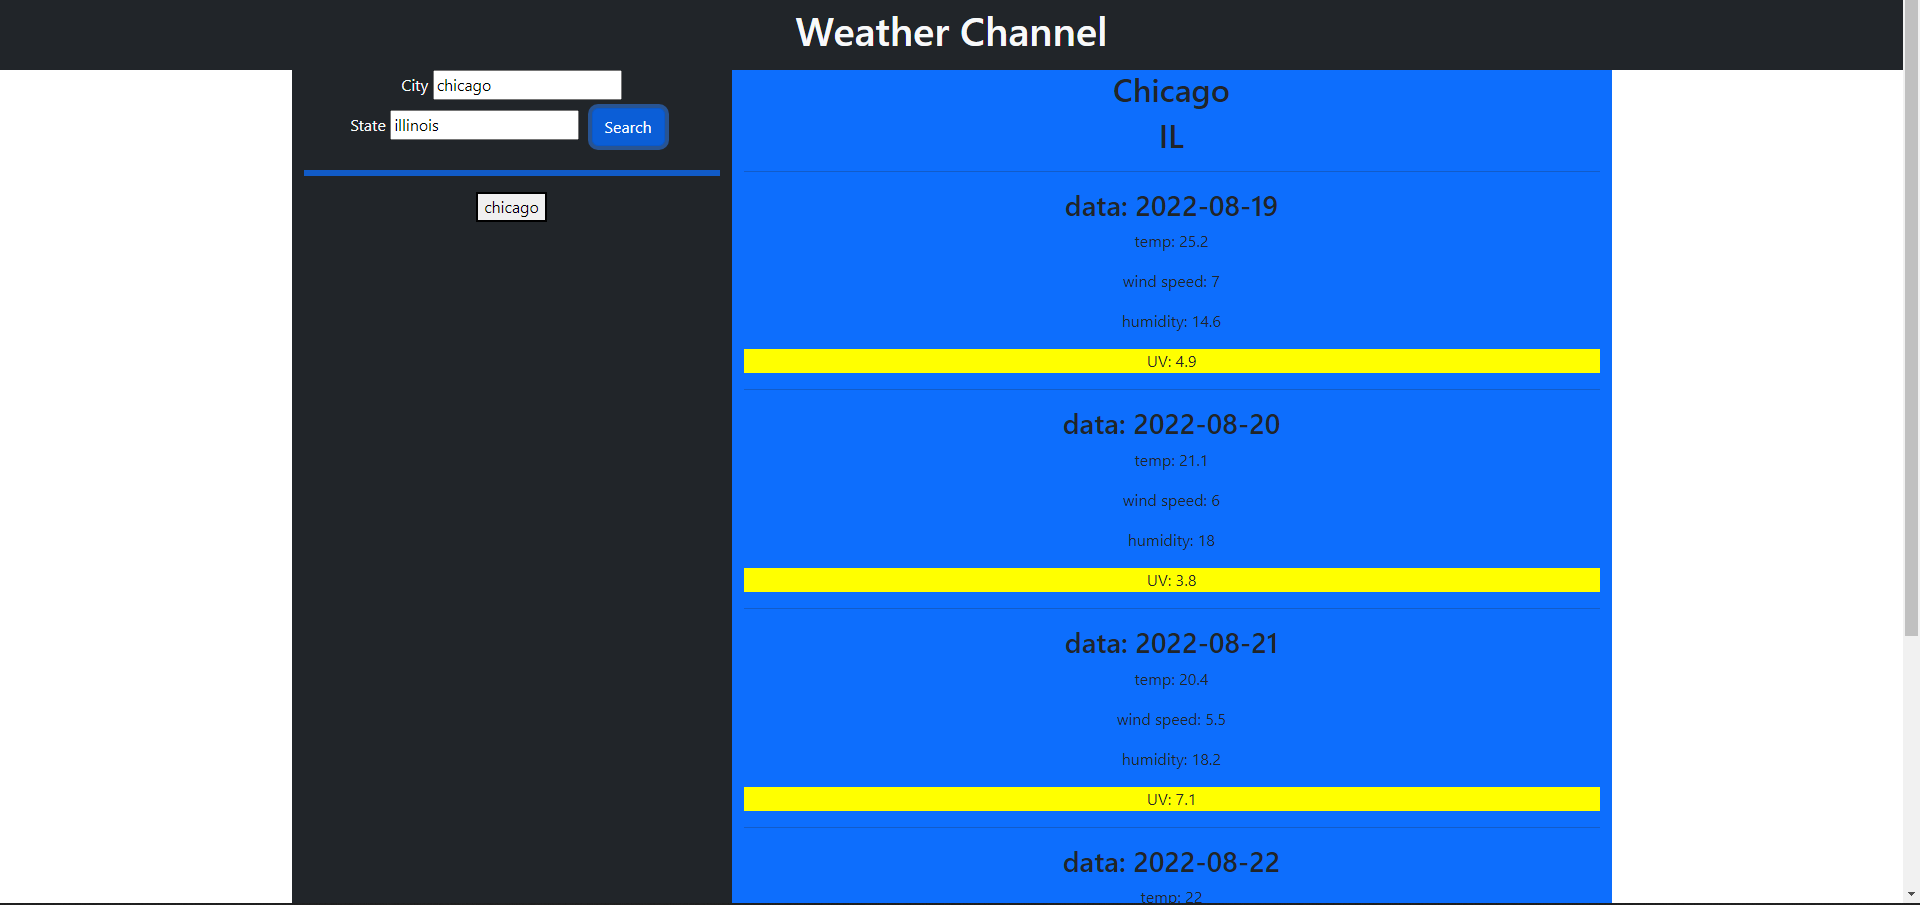 Weather Channel
City chicago
State illinois Search
chicago
Chicago
IL
data: 2022-08-19
temp: 25.2
wind speed: 7
humidity: 14.6
UV: 4.9
data: 2022-08-20
temp: 21.1
wind speed: 6
humidity: 18
UV: 3.8
data: 2022-08-21
temp: 20.4
wind speed: 5.5
humidity: 18.2
UV: 7.1
data: 2022-08-22
temp: 22